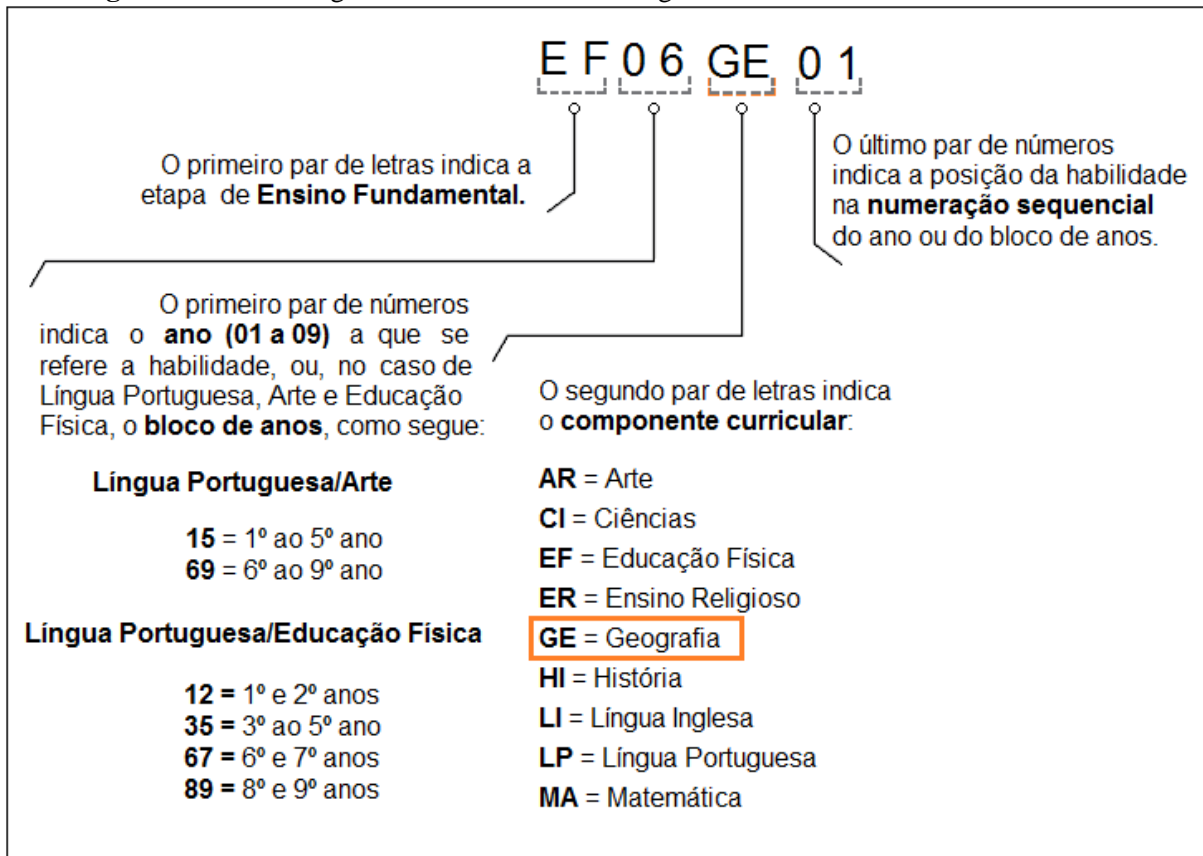 E F 0 6 GE 0 1
O primeiro par de letras indica a
etapa de Ensino Fundamental.
O último par de números
indica a posição da habilidade
na numeração sequencial
do ano ou do bloco de anos.
O primeiro par de números
indica o ano (01 a 09) a que se
refere a habilidade, ou, no caso de
Língua Portuguesa, Arte e Educação
Física, o bloco de anos, como segue:
Língua Portuguesa/Arte
15 = 1º ao 5º ano
69 = 6º ao 9º ano
Língua Portuguesa/Educação Física
12 = 1º e 2º anos
35 = 3º ao 5º ano
67 = 6º e 7º anos
89 = 8º e 9º anos
O segundo par de letras indica
o componente curricular:
AR = Arte
CI = Ciências
EF = Educação Física
ER = Ensino Religioso
GE = Geografia
HI = História
LI = Língua Inglesa
LP = Língua Portuguesa
MA = Matemática